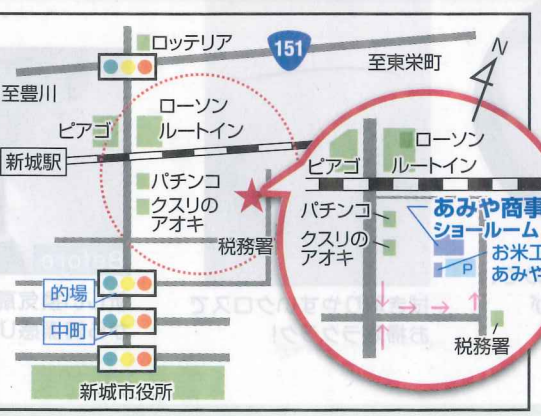 ロッテリア
151
N
至東栄町
至豊川
ローソン
ピアゴ
ルートイン
新城駅
パチンコ
クスリの
アオキ
税務署
的場
中町
新城市役所
ローソン
ピアゴ
ルートイン
パチンコ
クスリの
アオキ
あみや商事
ショールーム
お米工
あみや
P
税務署